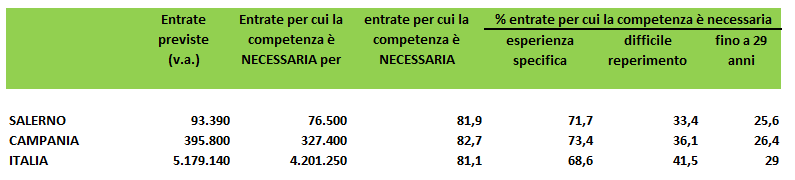 % entrate per cui la competenza è necessaria
Entrate previste (v.a.)
Entrate per cui la competenza è NECESSARIA per
entrate per cui la competenza è NECESSARIA
esperienza specifica
difficile reperimento
fino a 29 anni
SALERNO 93.390 76.500 81,9 71,7 33,4 25,6
CAMPANIA 395.800 327.400 82,7 73,4 36,1 26,4
ITALIA 5.179.140 4.201.250 81,1 68,6 41,5 29